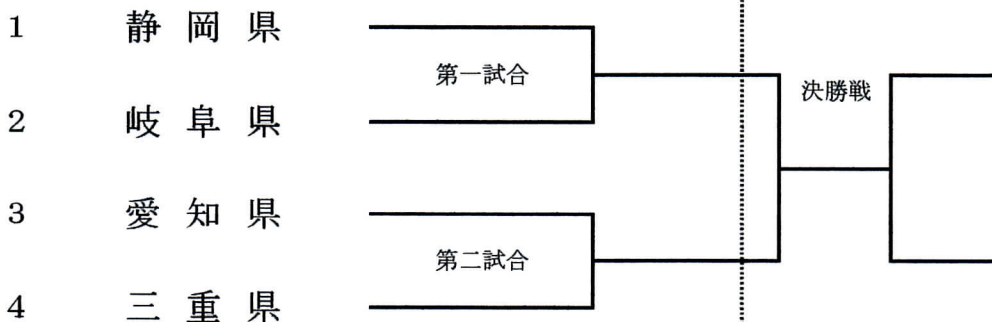 1 静岡県
第一試合
2 岐阜県
決勝戦
3 愛知県
第二試合
4 三重県